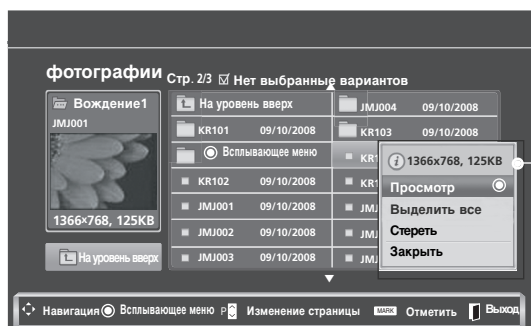 фотографии Стр. 2/3 Нет выбранные вариантов
Вождение1
JMJ001
1366x768, 125KB
На уровень вверх
На уровень вверх
KR101 09/10/2008
Всплывающее меню
KR102 09/10/2008
JMJ001 09/10/2008
JMJ002 09/10/2008
JMJ003 09/10/2008
JMJ004 09/10/2008
KR103 09/10/2008
1366x768, 125KB
Просмотр
Выделить все
Стереть
Закрыть
Навигация Всплывающее меню P Изменение страницы MARK Отметить Выход